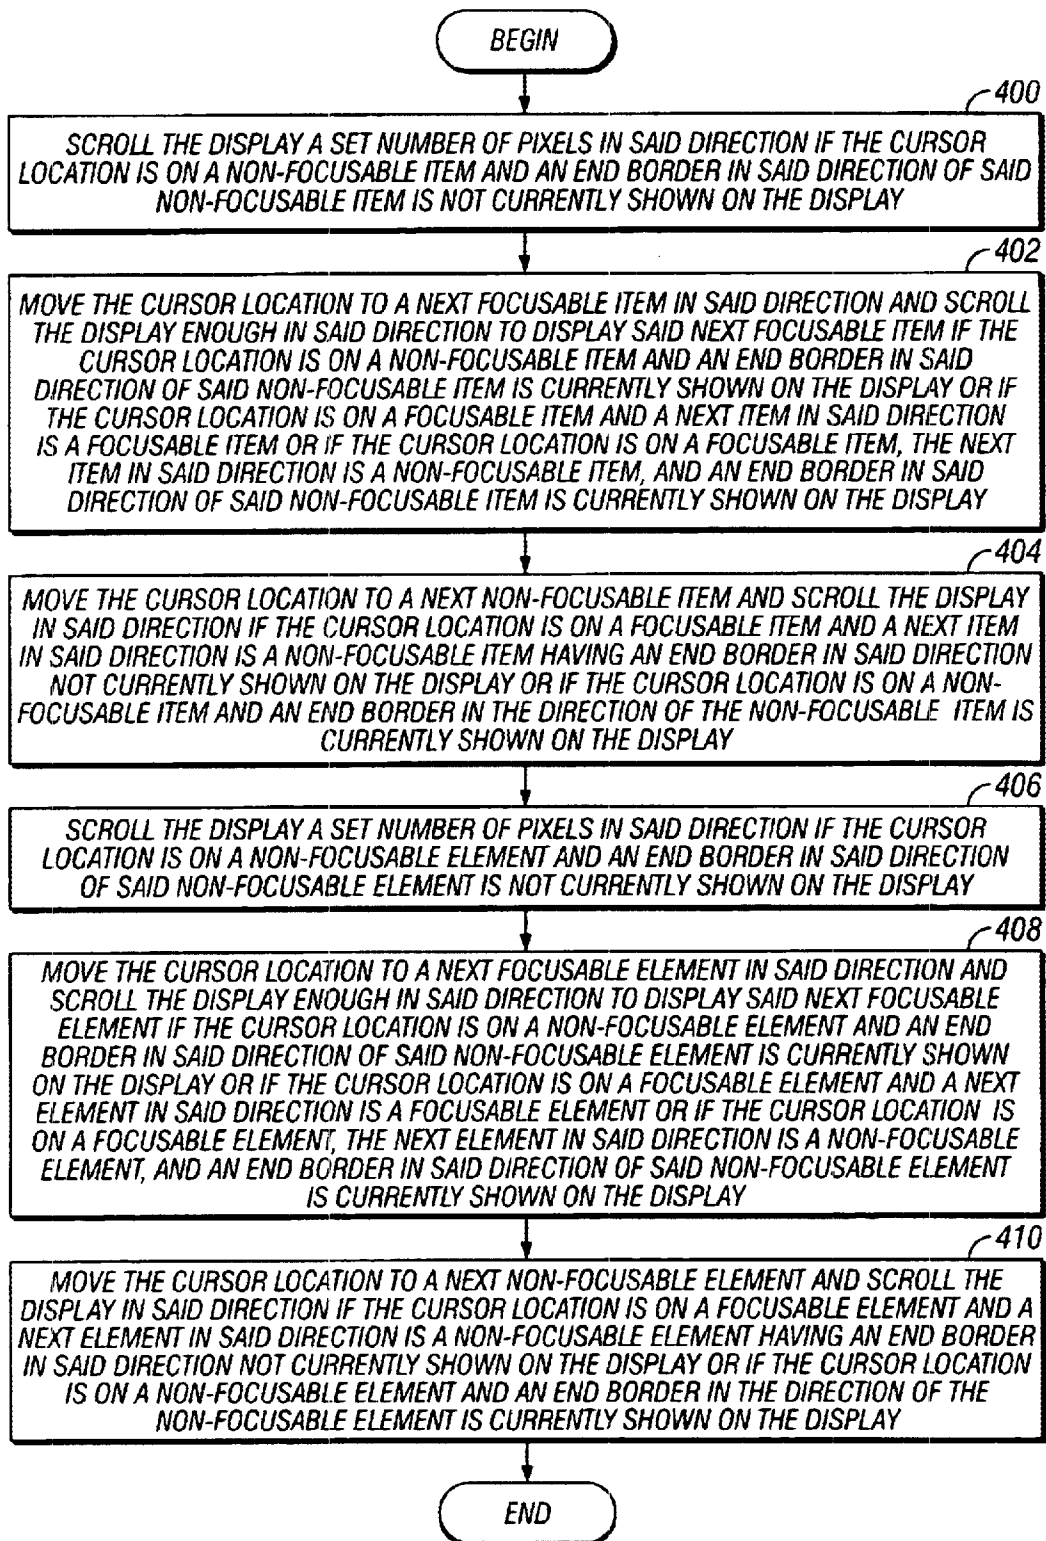 BEGIN
400
SCROLL THE DISPLAY A SET NUMBER OF PIXELS IN SAID DIRECTION IF THE CURSOR
LOCATION IS ON A NON-FOCUSABLE ITEM AND AN END BORDER IN SAID DIRECTION OF SAID
NON-FOCUSABLE ITEM IS NOT CURRENTLY SHOWN ON THE DISPLAY
402
MOVE THE CURSOR LOCATION TO A NEXT FOCUSABLE ITEM IN SAID DIRECTION AND SCROLL
THE DISPLAY ENOUGH IN SAID DIRECTION TO DISPLAY SAID NEXT FOCUSABLE ITEM IF THE
CURSOR LOCATION IS ON A NON-FOCUSABLE ITEM AND AN END BORDER IN SAID
DIRECTION OF SAID NON-FOCUSABLE ITEM IS CURRENTLY SHOWN ON THE DISPLAY OR IF
THE CURSOR LOCATION IS ON A FOCUSABLE ITEM AND A NEXT ITEM IN SAID DIRECTION
IS A FOCUSABLE ITEM OR IF THE CURSOR LOCATION IS ON A FOCUSABLE ITEM, THE NEXT
ITEM IN SAID DIRECTION IS A NON-FOCUSABLE ITEM, AND AN END BORDER IN SAID
DIRECTION OF SAID NON-FOCUSABLE ITEM IS CURRENTLY SHOWN ON THE DISPLAY
404
MOVE THE CURSOR LOCATION TO A NEXT NON-FOCUSABLE ITEM AND SCROLL THE DISPLAY
IN SAID DIRECTION IF THE CURSOR LOCATION IS ON A FOCUSABLE ITEM AND A NEXT ITEM
IN SAID DIRECTION IS A NON-FOCUSABLE ITEM HAVING AN END BORDER IN SAID DIRECTION
NOT CURRENTLY SHOWN ON THE DISPLAY OR IF THE CURSOR LOCATION IS ON A NON-
FOCUSABLE ITEM AND AN END BORDER IN THE DIRECTION OF THE NON-FOCUSABLE ITEM IS
CURRENTLY SHOWN ON THE DISPLAY
406
SCROLL THE DISPLAY A SET NUMBER OF PIXELS IN SAID DIRECTION IF THE CURSOR
LOCATION IS ON A NON-FOCUSABLE ELEMENT AND AN END BORDER IN SAID DIRECTION
OF SAID NON-FOCUSABLE ELEMENT IS NOT CURRENTLY SHOWN ON THE DISPLAY
408
MOVE THE CURSOR LOCATION TO A NEXT FOCUSABLE ELEMENT IN SAID DIRECTION AND
SCROLL THE DISPLAY ENOUGH IN SAID DIRECTION TO DISPLAY SAID NEXT FOCUSABLE
ELEMENT IF THE CURSOR LOCATION IS ON A NON-FOCUSABLE ELEMENT AND AN END
BORDER IN SAID DIRECTION OF SAID NON-FOCUSABLE ELEMENT IS CURRENTLY SHOWN
ON THE DISPLAY OR IF THE CURSOR LOCATION IS ON A FOCUSABLE ELEMENT AND A NEXT
ELEMENT IN SAID DIRECTION IS A FOCUSABLE ELEMENT OR IF THE CURSOR LOCATION IS
ON A FOCUSABLE ELEMENT, THE NEXT ELEMENT IN SAID DIRECTION IS A NON-FOCUSABLE
ELEMENT, AND AN END BORDER IN SAID DIRECTION OF SAID NON-FOCUSABLE ELEMENT
IS CURRENTLY SHOWN ON THE DISPLAY
410
MOVE THE CURSOR LOCATION TO A NEXT NON-FOCUSABLE ELEMENT AND SCROLL THE
DISPLAY IN SAID DIRECTION IF THE CURSOR LOCATION IS ON A FOCUSABLE ELEMENT AND A
NEXT ELEMENT IN SAID DIRECTION IS A NON-FOCUSABLE ELEMENT HAVING AN END BORDER
IN SAID DIRECTION NOT CURRENTLY SHOWN ON THE DISPLAY OR IF THE CURSOR LOCATION
IS ON A NON-FOCUSABLE ELEMENT AND AN END BORDER IN THE DIRECTION OF THE
NON-FOCUSABLE ELEMENT IS CURRENTLY SHOWN ON THE DISPLAY
END